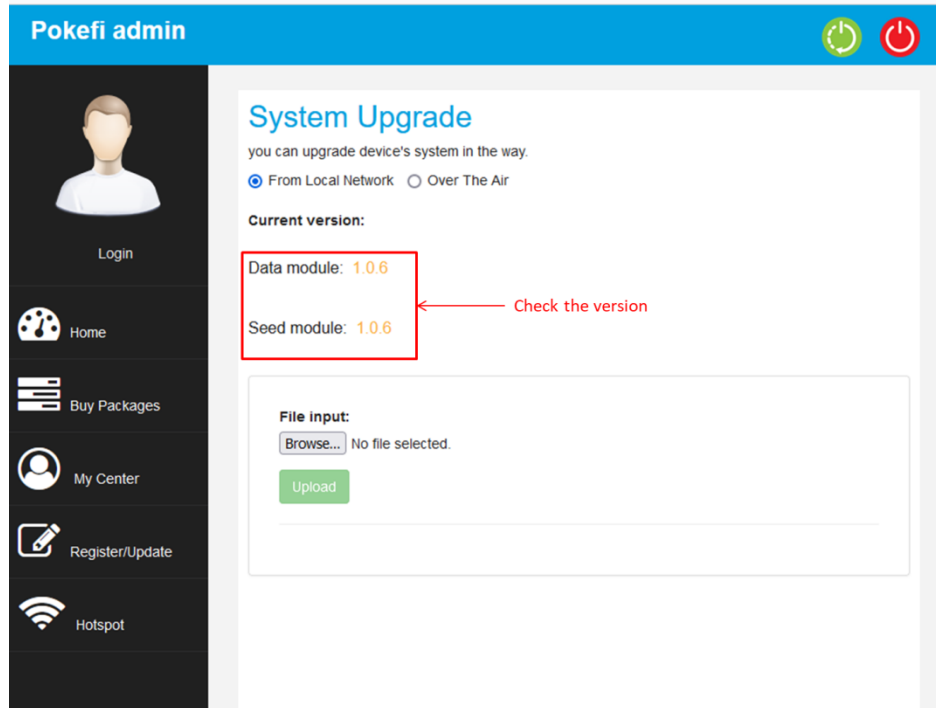 Pokefi admin
Login
Home
Buy Packages
My Center
Register/Update
Hotspot
System Upgrade
you can upgrade device's system in the way.
From Local Network Over The Air
Current version:
Data module: 1.0.6
Check the version
Seed module: 1.0.6
File input:
Browse... No file selected.
Upload